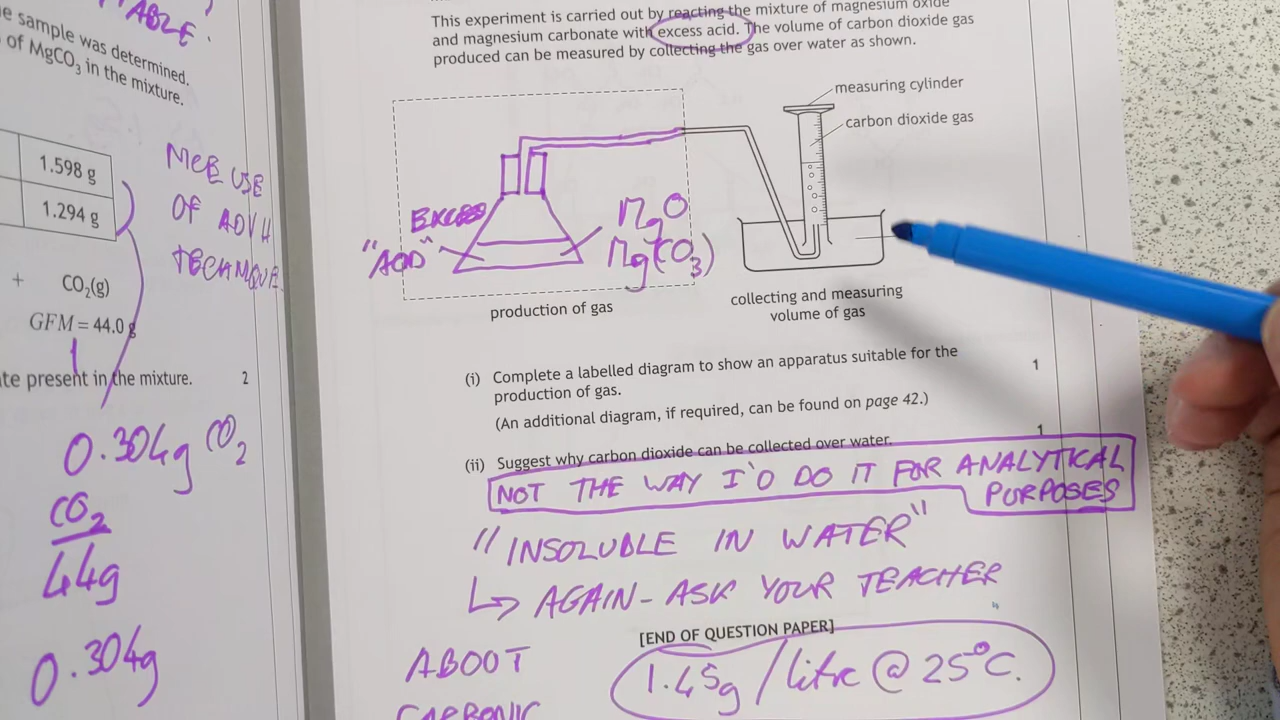 ABLE!
e sample was determined.
of MgCO3 in the mixture.
1.598 g
1.294 g
+ CO2(g)
GFM = 44.0 g
te present in the mixture. 2
USE
OF
0.304g CO2
CO2
44g
0.304g
This experiment is carried out by reacting the mixture of magnesium oxide
and magnesium carbonate with excess acid. The volume of carbon dioxide gas
produced can be measured by collecting the gas over water as shown.
measuring cylinder
carbon dioxide gas
EXCESS
"ACID"
MgO
Mg(CO3)
production of gas
collecting and measuring
volume of gas
(i) Complete a labelled diagram to show an apparatus suitable for the
production of gas. 1
(An additional diagram, if required, can be found on page 42.)
(ii) Suggest why carbon dioxide can be collected over water. 1
NOT THE WAY I'D DO IT FOR ANALYTICAL
PURPOSES
"INSOLUBLE IN WATER"
AGAIN - ASK YOUR TEACHER
[END OF QUESTION PAPER]
ABOOT
CARBONIC
1.45g / litre @ 25°C.